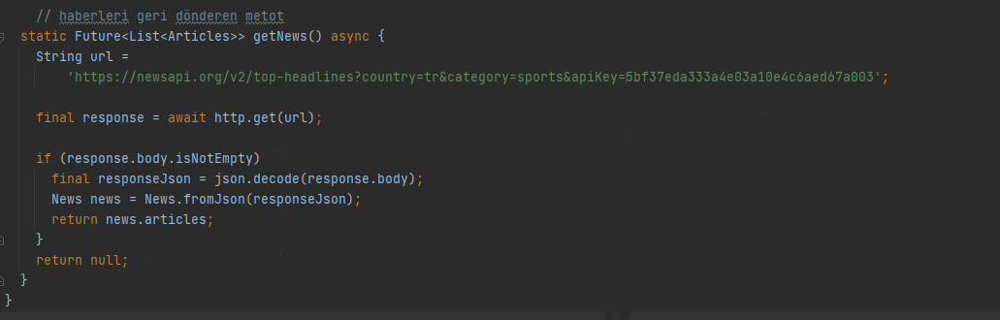 // haberleri geri dönderen metot
static Future<List<Articles>> getNews() async {
String url =
'https://newsapi.org/v2/top-headlines?country=tr&category=sports&apiKey=5bf37eda333a4e03a10e4c6aed67a003';
final response = await http.get(url);
if (response.body.isNotEmpty)
final responseJson = json.decode(response.body);
News news = News.fromJson(responseJson);
return news.articles;
}
return null;
}
}